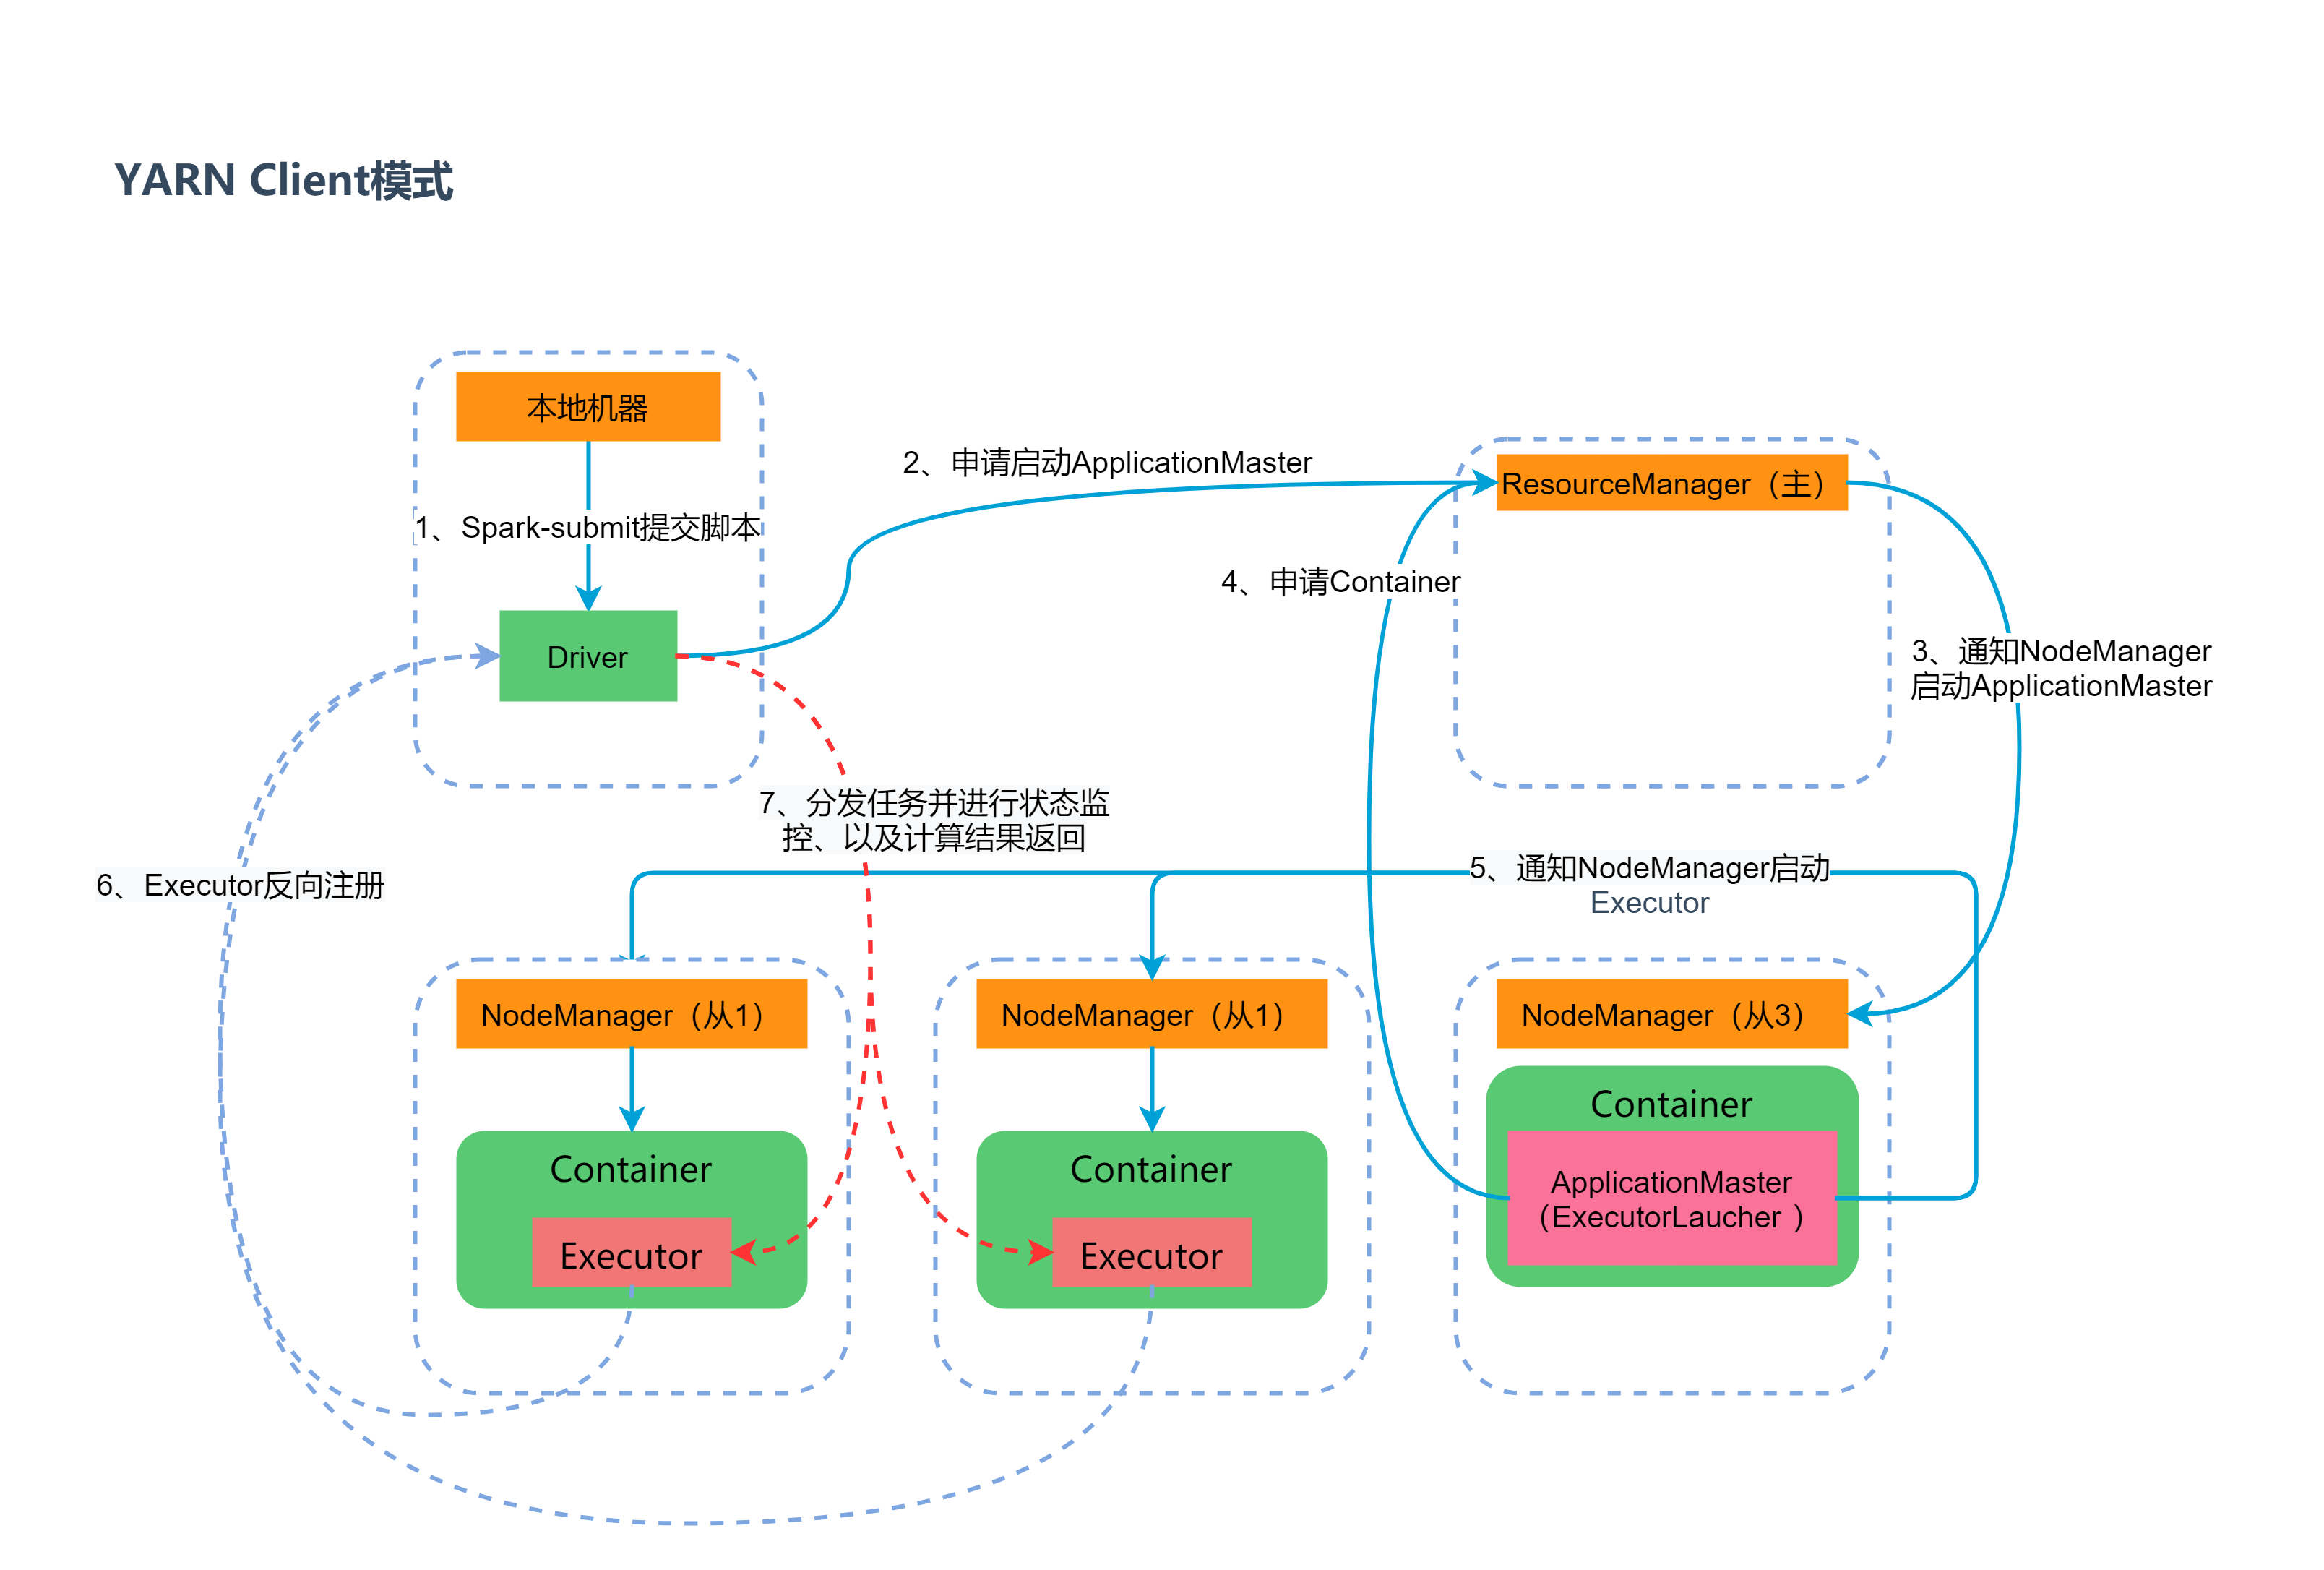 YARN Client模式
本地机器
1、Spark-submit提交脚本
Driver
2、申请启动ApplicationMaster
ResourceManager（主）
4、申请Container
3、通知NodeManager
启动ApplicationMaster
7、分发任务并进行状态监
控、以及计算结果返回
6、Executor反向注册
5、通知NodeManager启动
Executor
NodeManager（从1）
Container
Executor
NodeManager（从1）
Container
Executor
NodeManager（从3）
Container
ApplicationMaster
（ExecutorLaucher ）